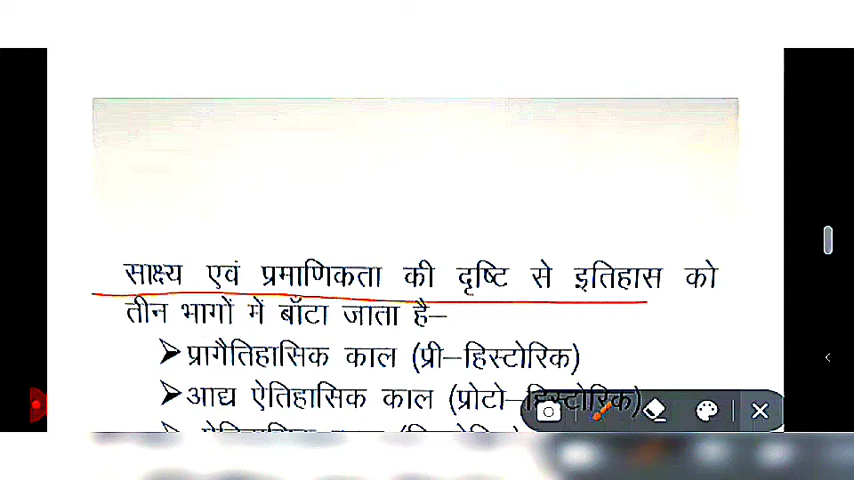 साक्ष्य एवं प्रमाणिकता की दृष्टि से इतिहास को
तीन भागों में बाँटा जाता है–
➤प्रागैतिहासिक काल (प्री–हिस्टोरिक)
➤आद्य ऐतिहासिक काल (प्रोटो–हिस्टोरिक)